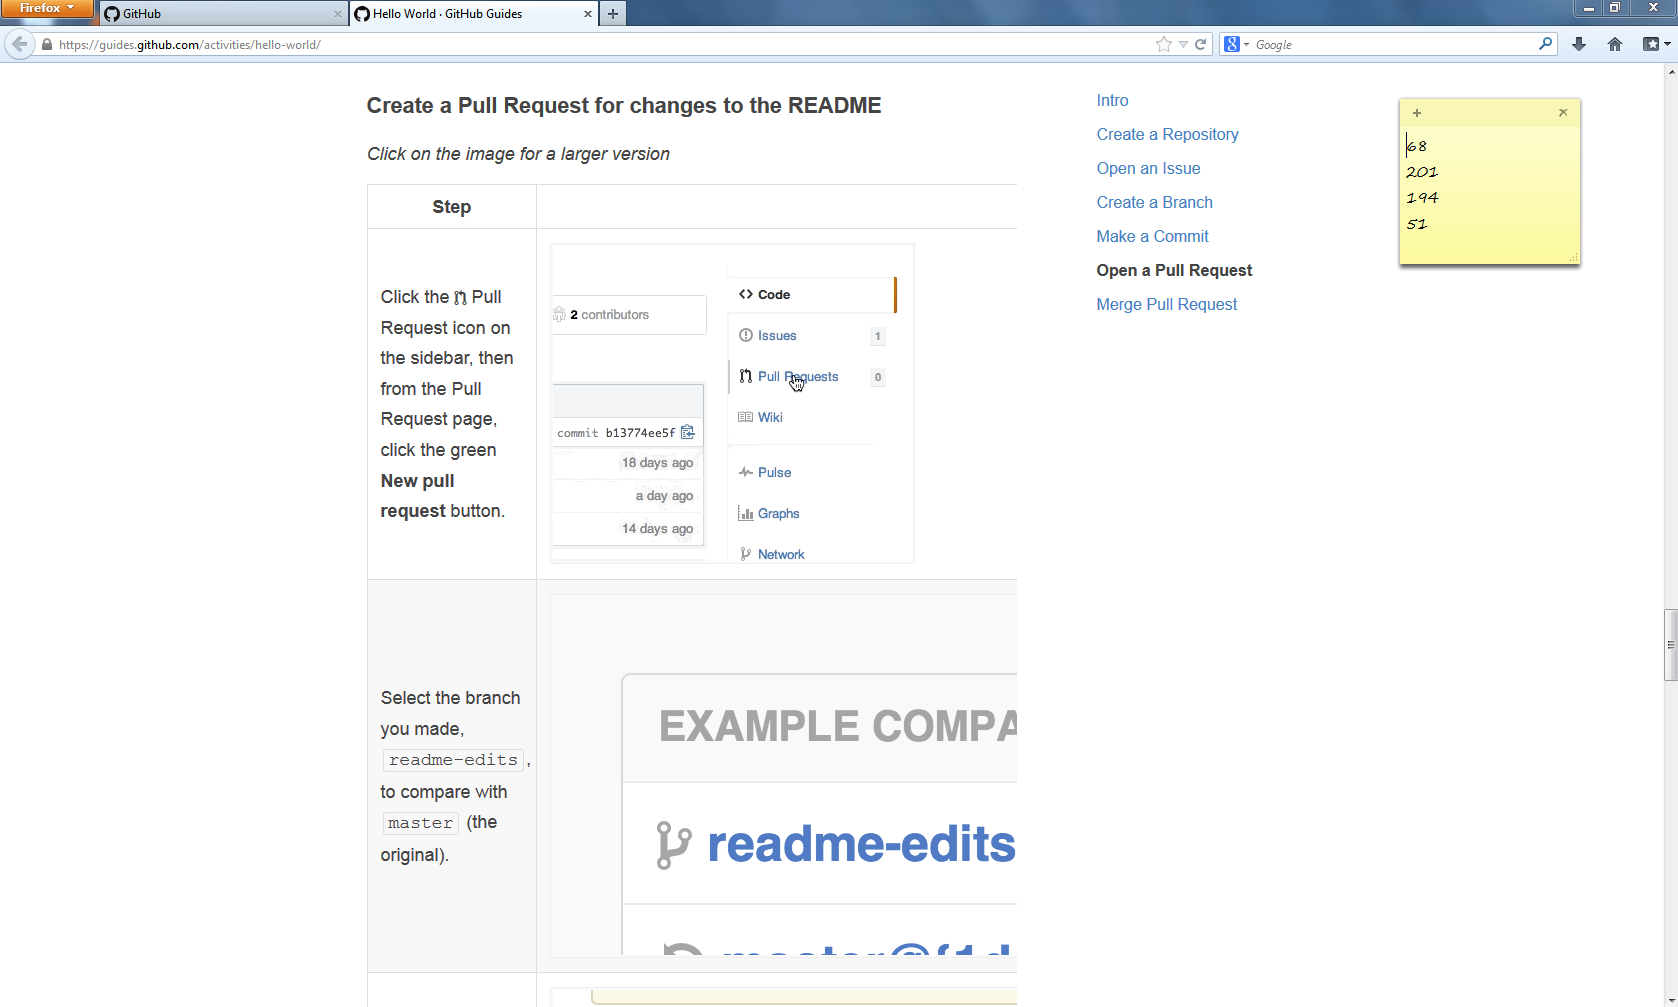 Firefox
GitHub
Hello World · GitHub Guides
https://guides.github.com/activities/hello-world/
Google
Create a Pull Request for changes to the README
Click on the image for a larger version
Step
Click the Pull
Request icon on
the sidebar, then
from the Pull
Request page,
click the green
New pull
request button.
2 contributors
commit b13774ee5f
18 days ago
a day ago
14 days ago
Code
Issues 1
Pull Requests 0
Wiki
Pulse
Graphs
Network
Select the branch
you made,
readme-edits,
to compare with
master (the
original).
EXAMPLE COMPA
readme-edits
master@{1d
Intro
Create a Repository
Open an Issue
Create a Branch
Make a Commit
Open a Pull Request
Merge Pull Request
68
201
194
51